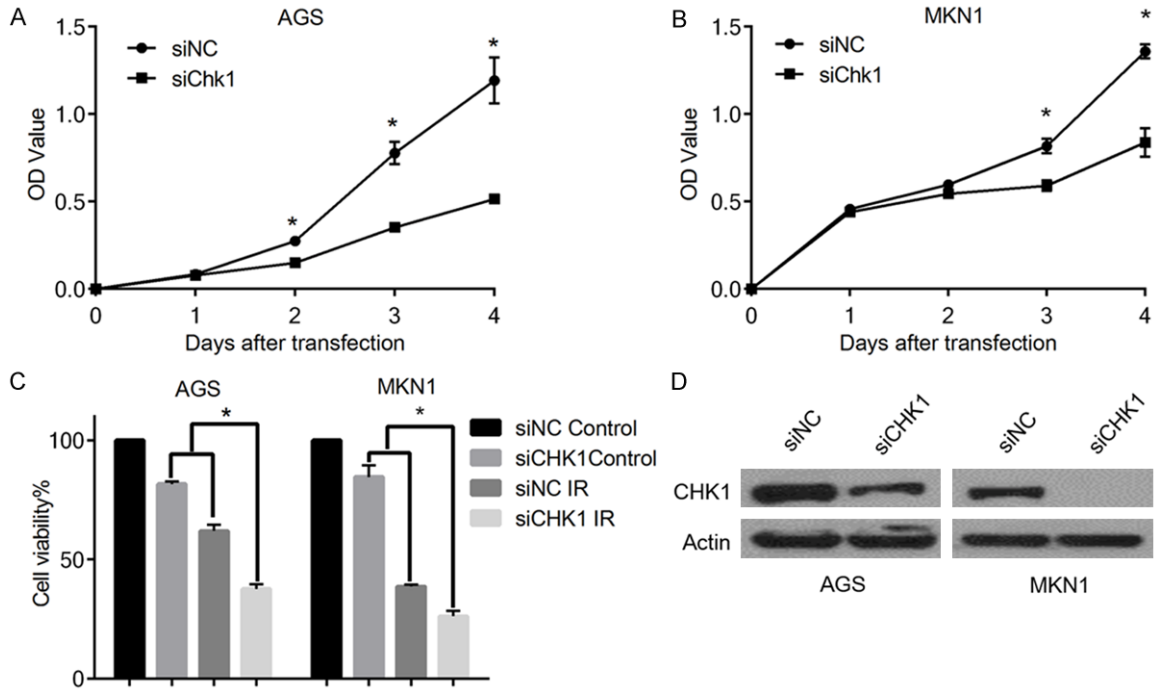 A
AGS
siNC
siChk1
*
*
*
1.5
1.0
0.5
0.0
OD Value
0 1 2 3 4
Days after transfection
B
MKN1
siNC
siChk1
*
*
1.5
1.0
0.5
0.0
OD Value
0 1 2 3 4
Days after transfection
C
AGS
MKN1
*
*
100
50
0
Cell viability%
siNC Control
siCHK1Control
siNC IR
siCHK1 IR
D
siNC
siCHK1
siNC
siCHK1
CHK1
Actin
AGS
MKN1